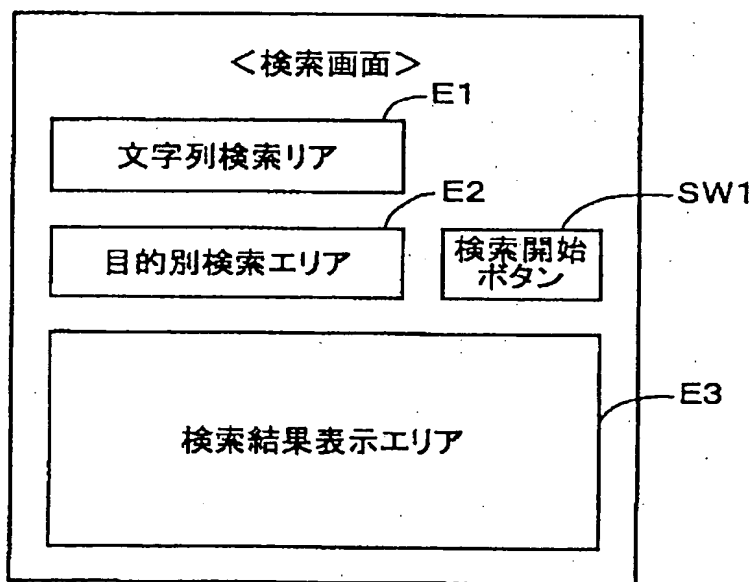 ＜検索画面＞
E1
文字列検索リア
E2
SW1
目的別検索エリア
検索開始
ボタン
E3
検索結果表示エリア